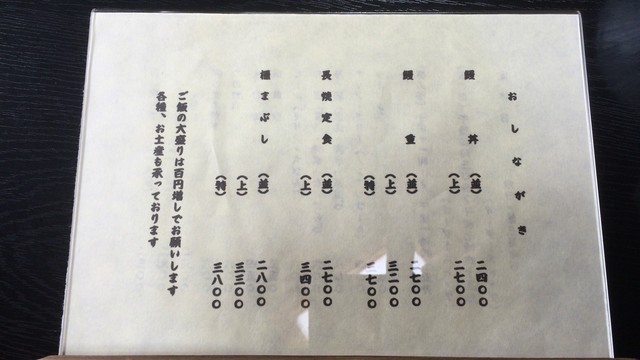 おしながき
鰻丼 （並） 二四〇〇
（上） 二七〇〇
鰻重 （並） 二七〇〇
（上） 三二〇〇
（特） 三七〇〇
長焼定食 （並） 二七〇〇
（上） 三四〇〇
櫃まぶし （並） 二八〇〇
（上） 三三〇〇
（特） 三八〇〇
ご飯の大盛りは百円増しでお願いします
各種、お土産も承っております